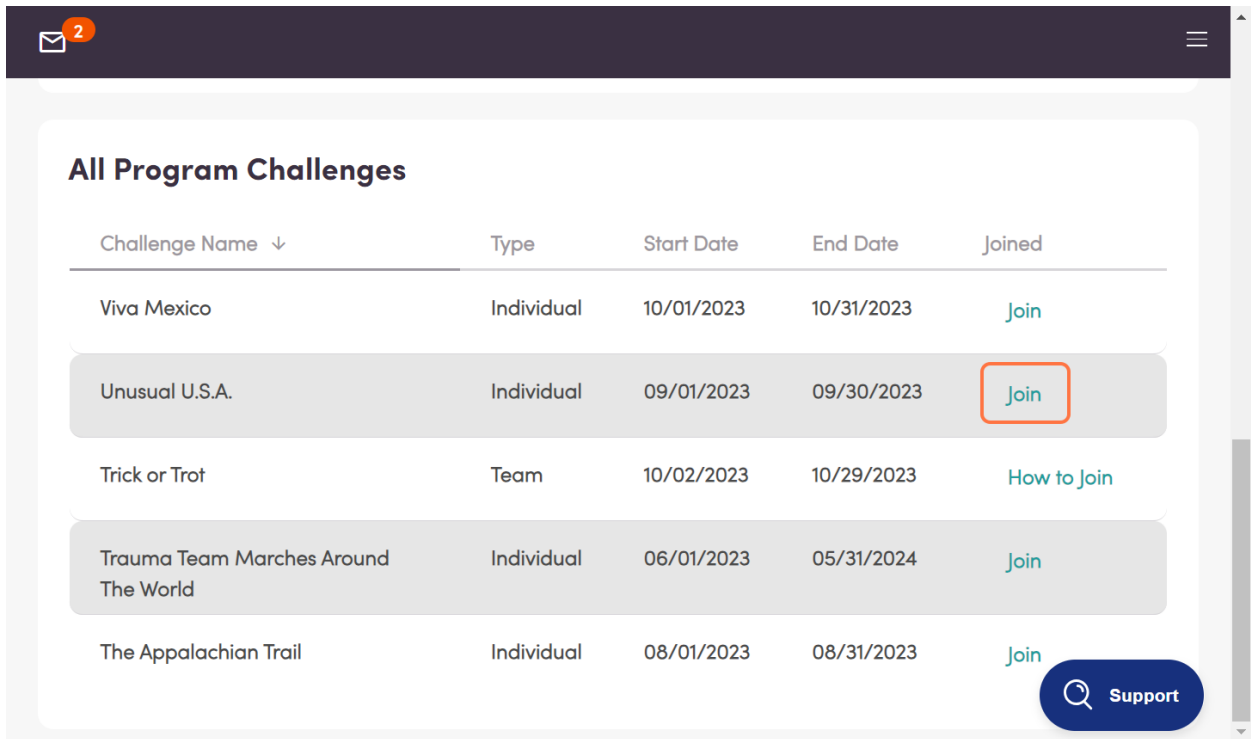 2
All Program Challenges
Challenge Name ↓ Type Start Date End Date Joined
Viva Mexico Individual 10/01/2023 10/31/2023 Join
Unusual U.S.A. Individual 09/01/2023 09/30/2023 Join
Trick or Trot Team 10/02/2023 10/29/2023 How to Join
Trauma Team Marches Around Individual 06/01/2023 05/31/2024 Join
The World
The Appalachian Trail Individual 08/01/2023 08/31/2023 Join
Support